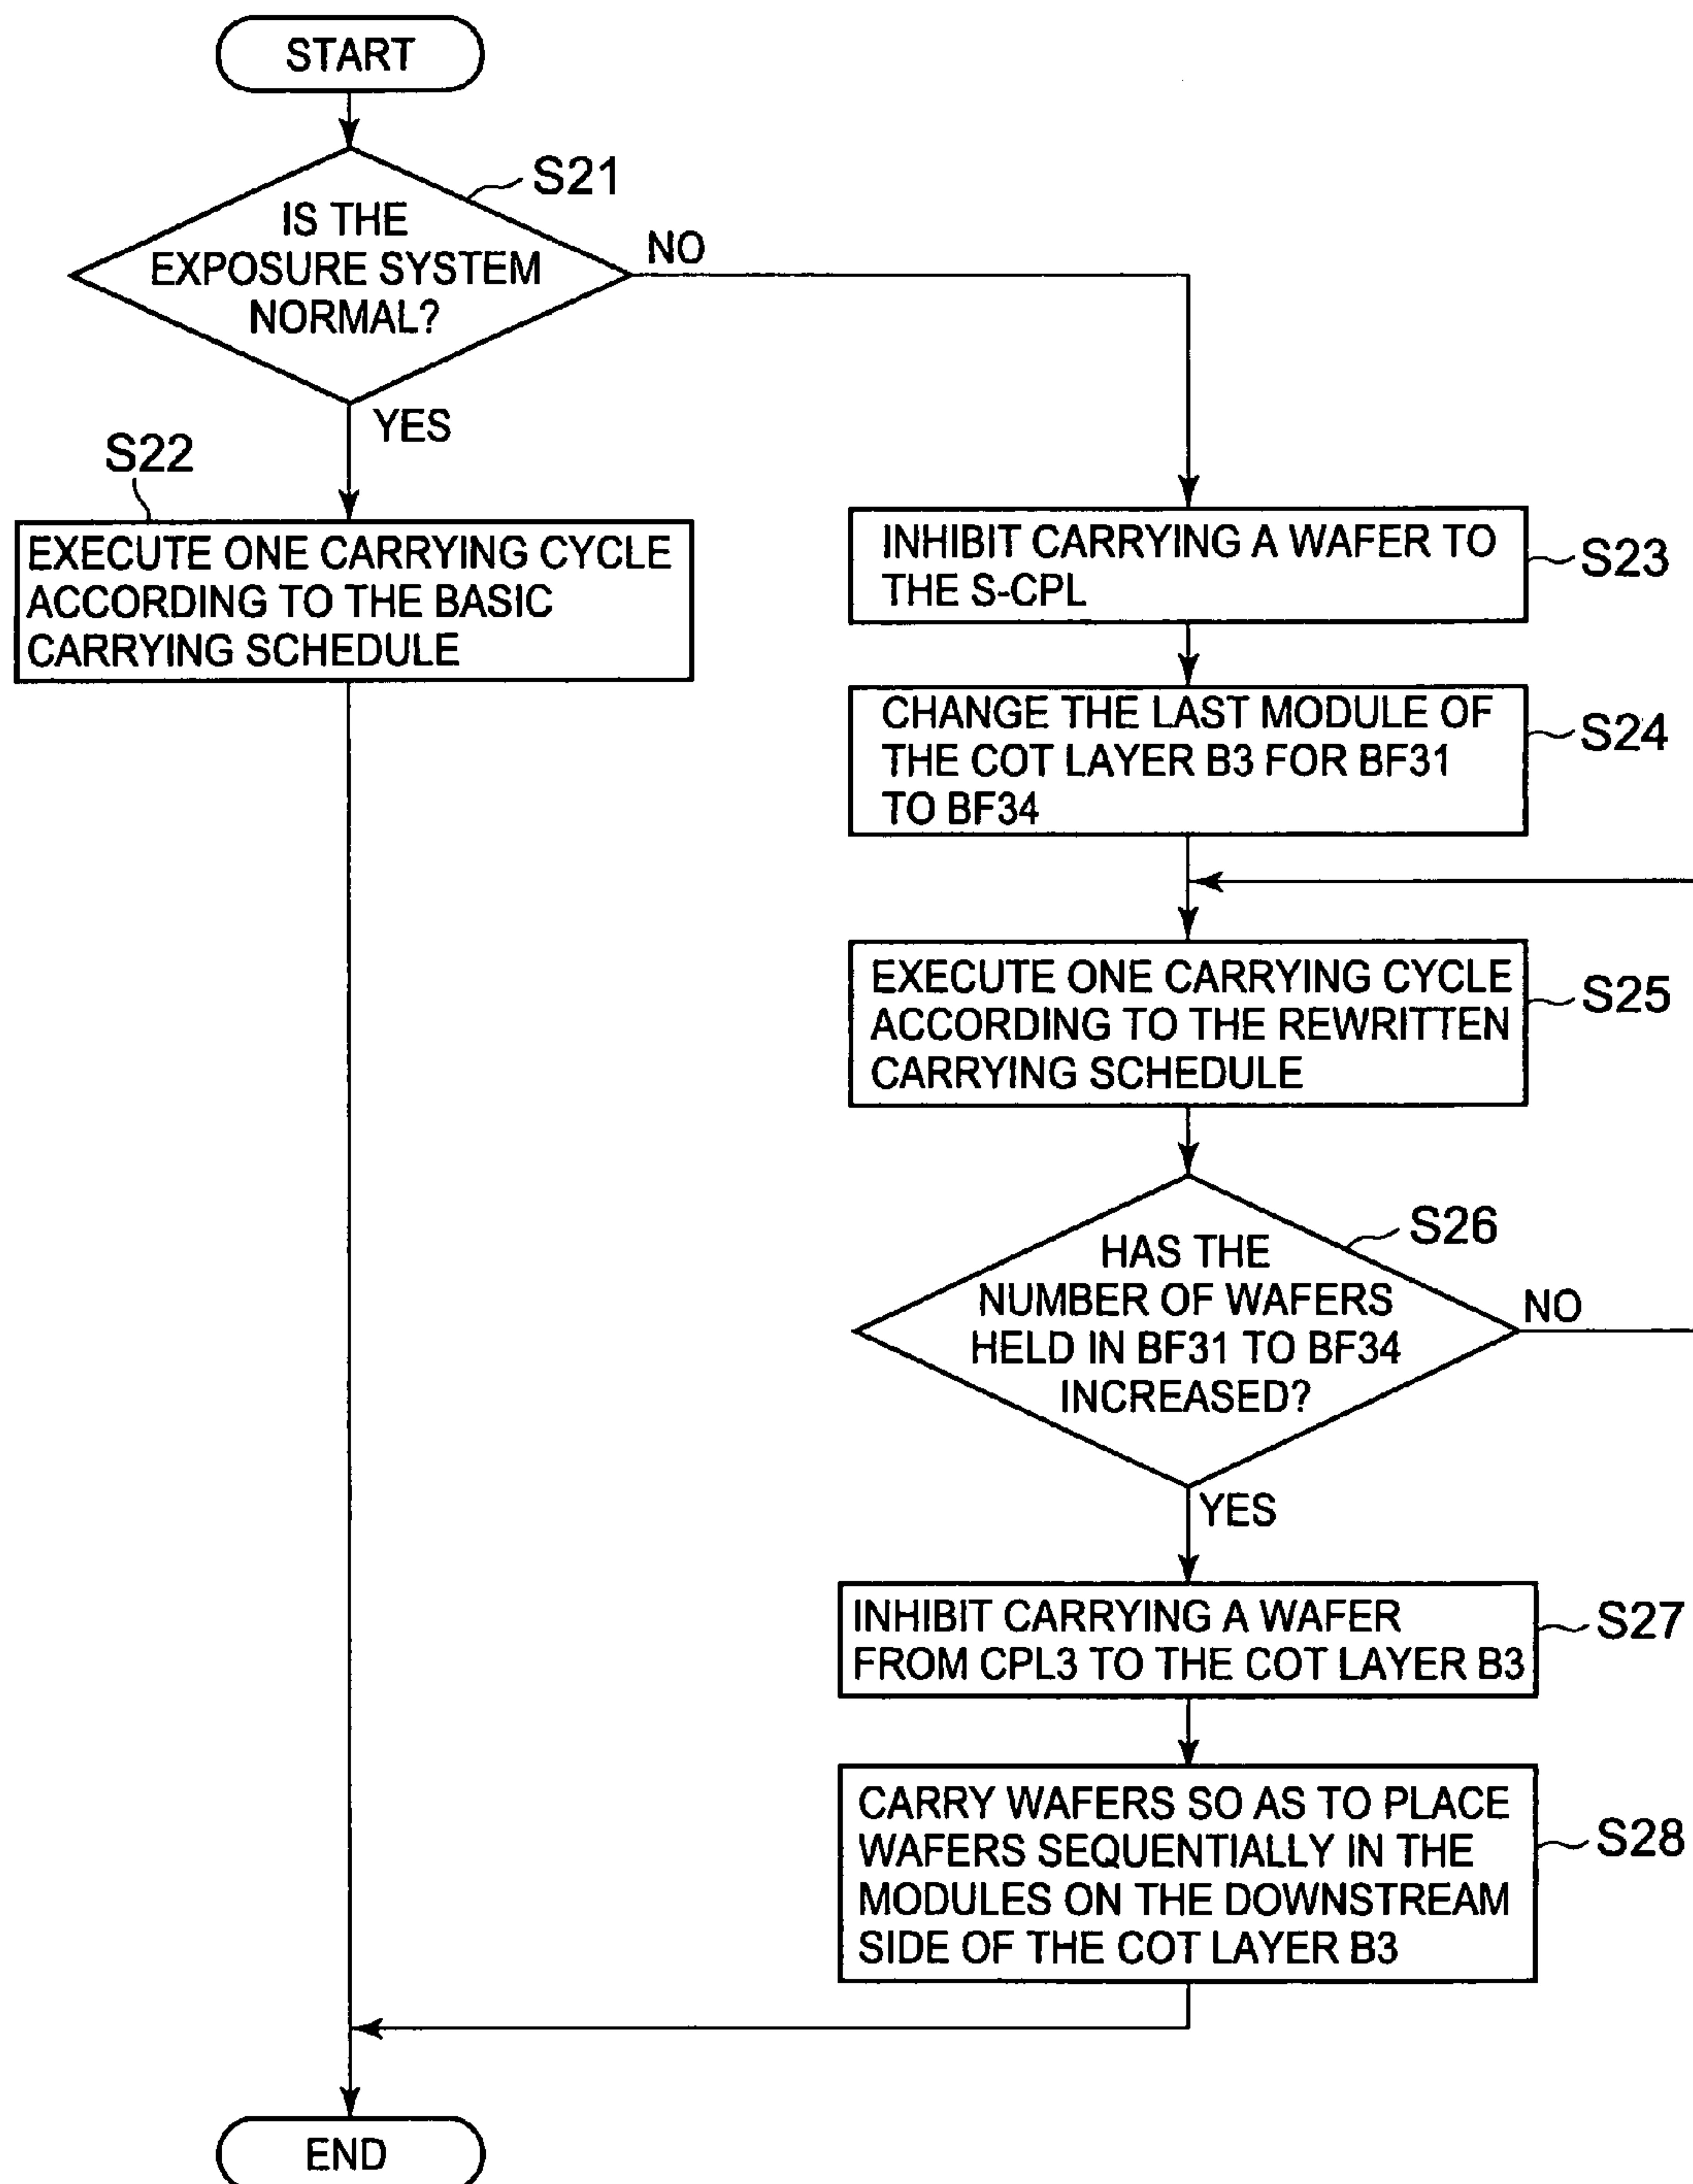 START
S21
IS THE
EXPOSURE SYSTEM
NORMAL?
NO
YES
S22
EXECUTE ONE CARRYING CYCLE
ACCORDING TO THE BASIC
CARRYING SCHEDULE
INHIBIT CARRYING A WAFER TO
THE S-CPL
S23
CHANGE THE LAST MODULE OF
THE COT LAYER B3 FOR BF31
TO BF34
S24
EXECUTE ONE CARRYING CYCLE
ACCORDING TO THE REWRITTEN
CARRYING SCHEDULE
S25
S26
HAS THE
NUMBER OF WAFERS
HELD IN BF31 TO BF34
INCREASED?
NO
YES
INHIBIT CARRYING A WAFER
FROM CPL3 TO THE COT LAYER B3
S27
CARRY WAFERS SO AS TO PLACE
WAFERS SEQUENTIALLY IN THE
MODULES ON THE DOWNSTREAM
SIDE OF THE COT LAYER B3
S28
END